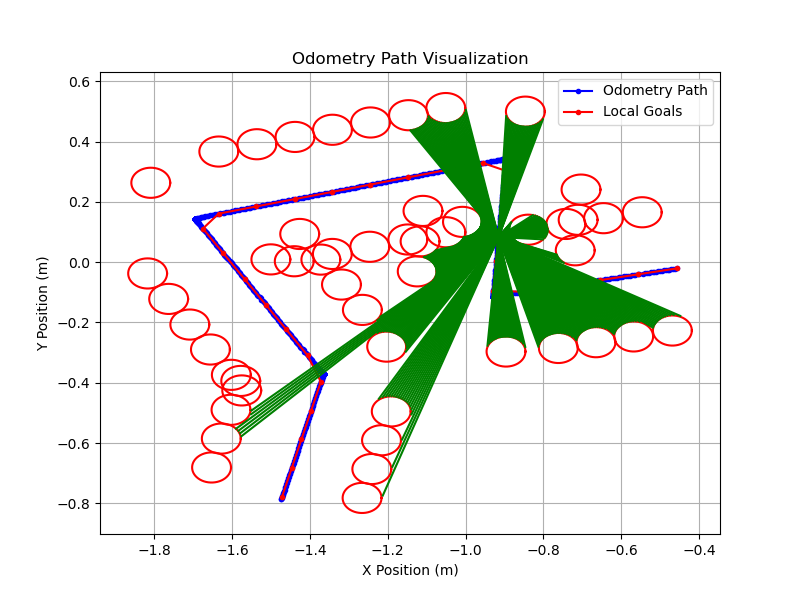 Odometry Path Visualization
Odometry Path
Local Goals
Y Position (m)
0.6
0.4
0.2
0.0
−0.2
−0.4
−0.6
−0.8
−1.8 −1.6 −1.4 −1.2 −1.0 −0.8 −0.6 −0.4
X Position (m)